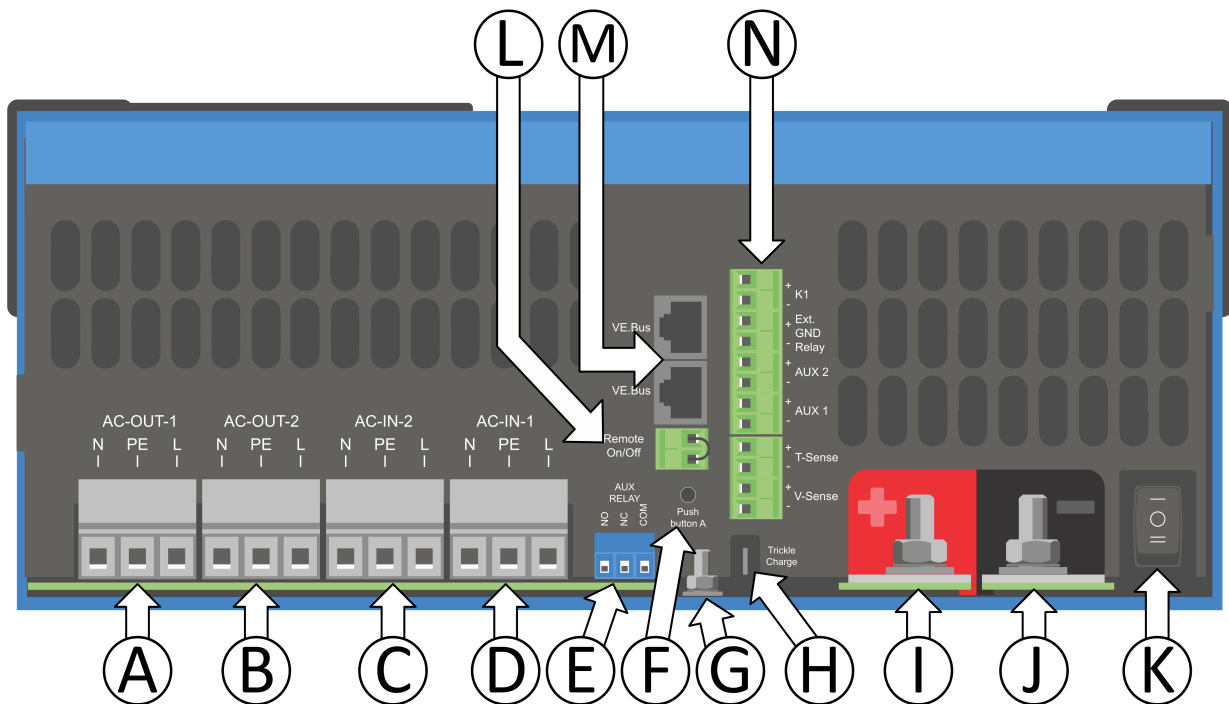 L M N
+
K1
-
Ext.
+
GND
-
Relay
+
AUX 2
-
+
AUX 1
-
+
T-Sense
-
+
V-Sense
-
VE.Bus
VE.Bus
AC-OUT-1 AC-OUT-2 AC-IN-2 AC-IN-1
N PE L N PE L N PE L N PE L
Remote
On/Off
AUX
RELAY
NO NC COM
Push
button A
Trickle
Charge
A B C D E F G H I J K